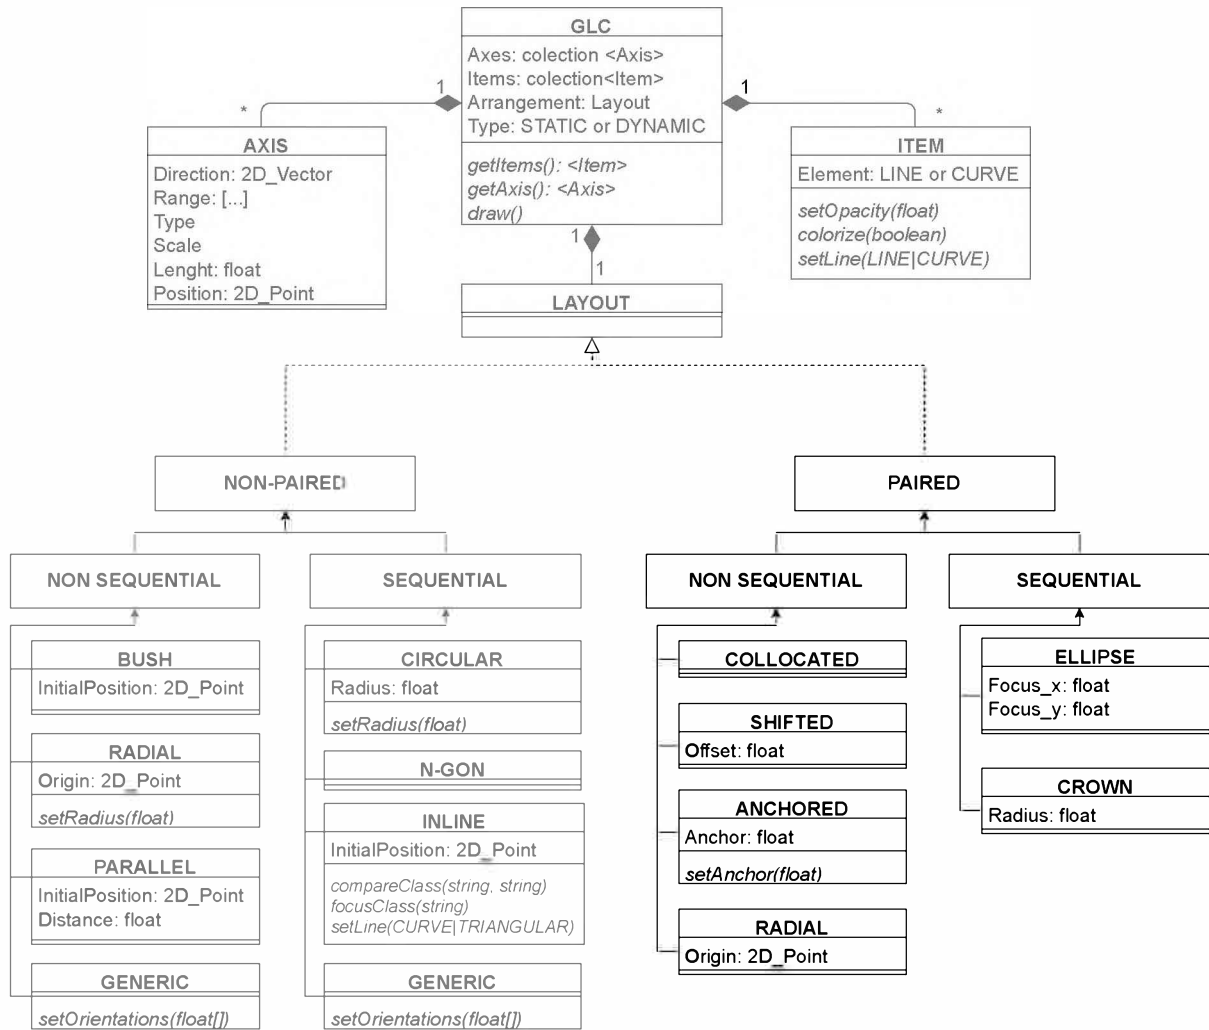 GLC
Axes: colection <Axis>
Items: colection<Item>
Arrangement: Layout
Type: STATIC or DYNAMIC
getItems(): <Item>
getAxis(): <Axis>
draw()
1
*
1
*
AXIS
Direction: 2D_Vector
Range: [...]
Type
Scale
Lenght: float
Position: 2D_Point
ITEM
Element: LINE or CURVE
setOpacity(float)
colorize(boolean)
setLine(LINE|CURVE)
1
1
LAYOUT
NON-PAIRED
PAIRED
NON SEQUENTIAL
SEQUENTIAL
NON SEQUENTIAL
SEQUENTIAL
BUSH
InitialPosition: 2D_Point
RADIAL
Origin: 2D_Point
setRadius(float)
PARALLEL
InitialPosition: 2D_Point
Distance: float
GENERIC
setOrientations(float[])
CIRCULAR
Radius: float
setRadius(float)
N-GON
INLINE
InitialPosition: 2D_Point
compareClass(string, string)
focusClass(string)
setLine(CURVE|TRIANGULAR)
GENERIC
setOrientations(float[])
COLLOCATED
SHIFTED
Offset: float
ANCHORED
Anchor: float
setAnchor(float)
RADIAL
Origin: 2D_Point
ELLIPSE
Focus_x: float
Focus_y: float
CROWN
Radius: float